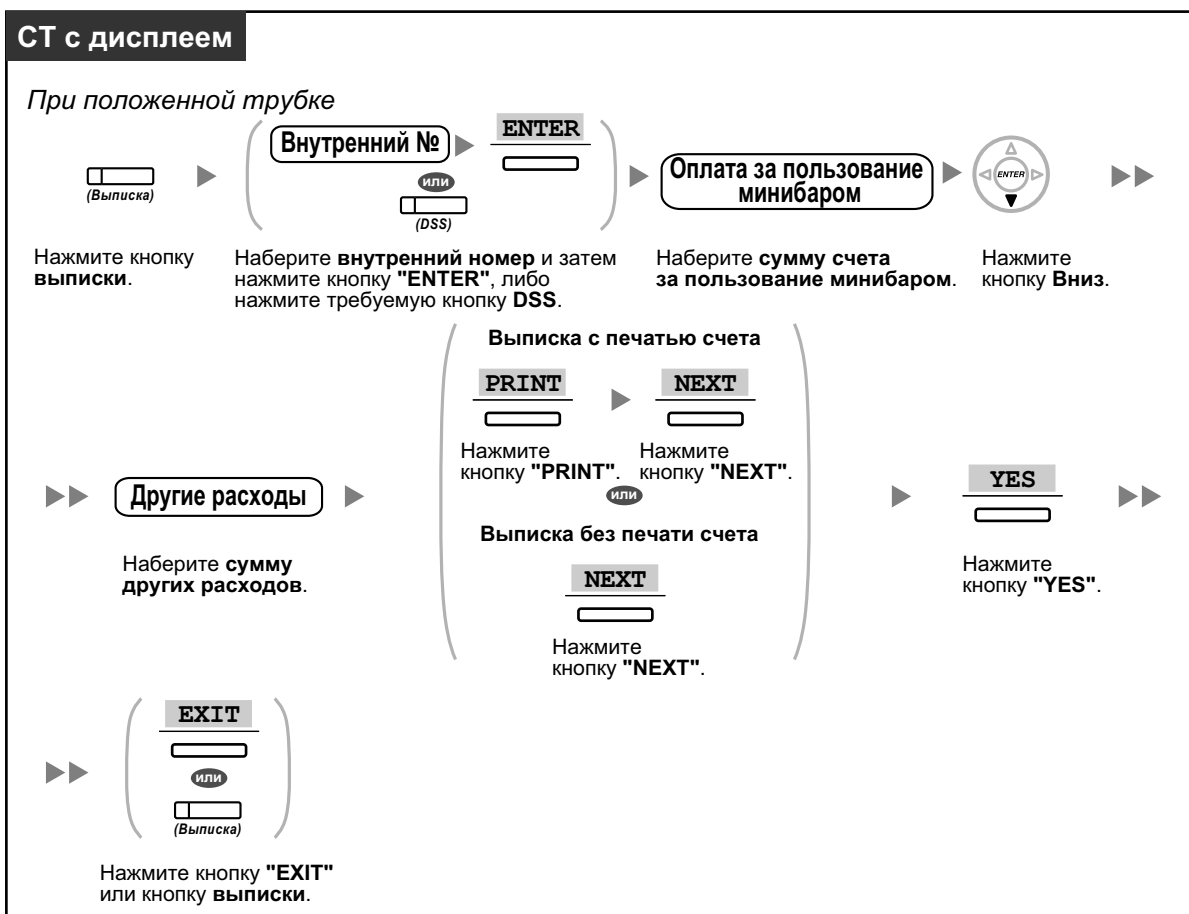 СТ с дисплеем
При положенной трубке
(Выписка)
Внутренний №
ENTER
или
(DSS)
Оплата за пользование
минибаром
ENTER
Нажмите кнопку
выписки.
Наберите внутренний номер и затем
нажмите кнопку "ENTER", либо
нажмите требуемую кнопку DSS.
Наберите сумму счета
за пользование минибаром.
Нажмите
кнопку Вниз.
Другие расходы
Наберите сумму
других расходов.
Выписка с печатью счета
PRINT
NEXT
Нажмите
кнопку "PRINT".
Нажмите
кнопку "NEXT".
или
Выписка без печати счета
NEXT
Нажмите
кнопку "NEXT".
YES
Нажмите
кнопку "YES".
EXIT
или
(Выписка)
Нажмите кнопку "EXIT"
или кнопку выписки.